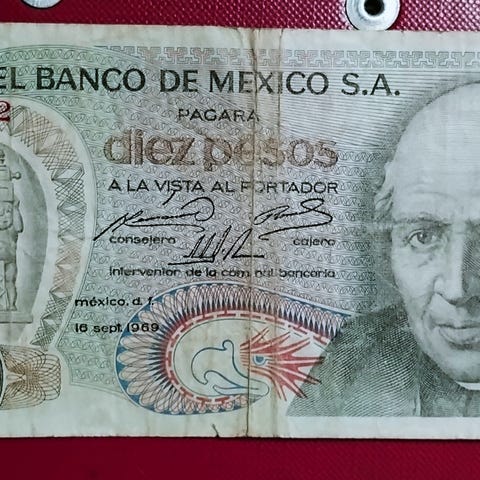 EL BANCO DE MEXICO S.A.
2
PAGARA
diez pesos
A LA VISTA AL PORTADOR
consejero
cajero
interventor de la com. nal. bancaria
méxico, d. f.
16 sept. 1969